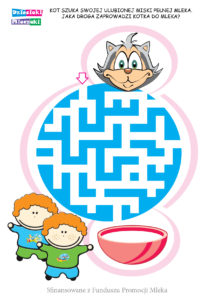 Dzieciaki
Mleczaki
KOT SZUKA SWOJEJ ULUBIONEJ MISKI PEŁNEJ MLEKA.
JAKA DROGA ZAPROWADZI KOTKA DO MLEKA?
Sfinansowane z Funduszu Promocji Mleka